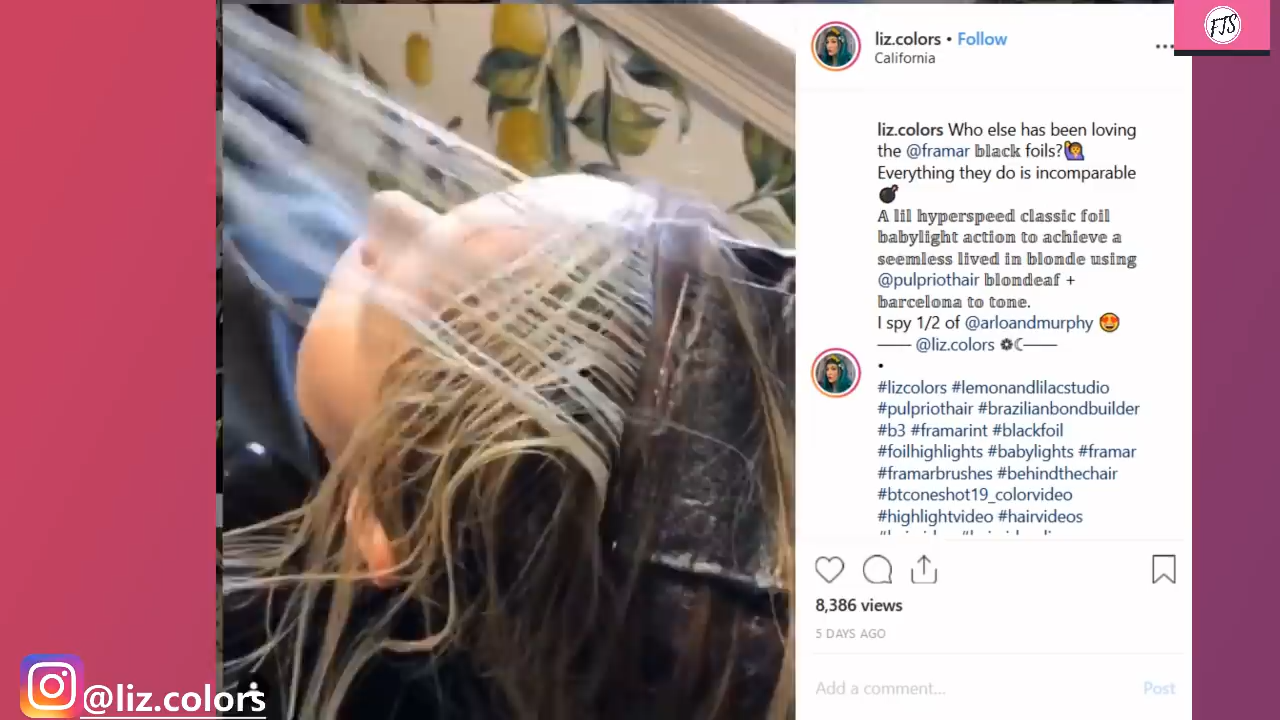 FJS
liz.colors • Follow
California
liz.colors Who else has been loving
the @framar 𝕓𝕝𝕒𝕔𝕜 foils?🙋
Everything they do is incomparable
💣
𝔸 𝕝𝕚𝕝 𝕙𝕪𝕡𝕖𝕣𝕤𝕡𝕖𝕖𝕕 𝕔𝕝𝕒𝕤𝕤𝕚𝕔 𝕗𝕠𝕚𝕝
𝕓𝕒𝕓𝕪𝕝𝕚𝕘𝕙𝕥 𝕒𝕔𝕥𝕚𝕠𝕟 𝕥𝕠 𝕒𝕔𝕙𝕚𝕖𝕧𝕖 𝕒
𝕤𝕖𝕖𝕞𝕝𝕖𝕤𝕤 𝕝𝕚𝕧𝕖𝕕 𝕚𝕟 𝕓𝕝𝕠𝕟𝕕𝕖 𝕦𝕤𝕚𝕟𝕘
@pulpriothair 𝕓𝕝𝕠𝕟𝕕𝕖𝕒𝕗 +
𝕓𝕒𝕣𝕔𝕖𝕝𝕠𝕟𝕒 𝕥𝕠 𝕥𝕠𝕟𝕖.
I spy 1/2 of @arloandmurphy 😍
—— @liz.colors ❁☾——
•
#lizcolors #lemonandlilacstudio
#pulpriothair #brazilianbondbuilder
#b3 #framarint #blackfoil
#foilhighlights #babylights #framar
#framarbrushes #behindthechair
#btconeshot19_colorvideo
#highlightvideo #hairvideos
8,386 views
5 DAYS AGO
Add a comment... Post
@liz.colors